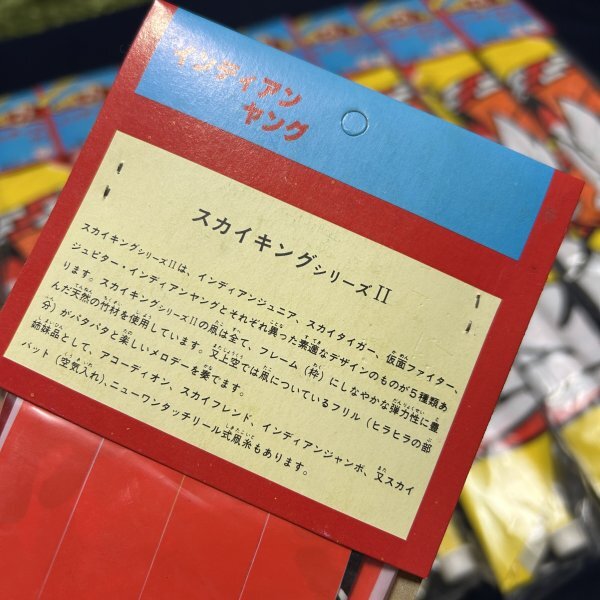 インディアン
ヤング
スカイキングシリーズⅡ
スカイキングシリーズⅡは、インディアンジュニア、スカイタイガー、仮面ファイター、
ジュピター・インディアンヤングとそれぞれ異った素適なデザインのものが5種類あ
ります。スカイキングシリーズⅡの凧は全て、フレーム（枠）にしなやかな弾力性に豊
んだ天然の竹材を使用しています。又上空では凧についているフリル（ヒラヒラの部
分）がパタパタと楽しいメロデーを奏でます。
姉妹品として、アコーディオン、スカイフレンド、インディアンジャンボ、又スカイ
バット（空気入れ）、ニューワンタッチリール式凧糸もあります。